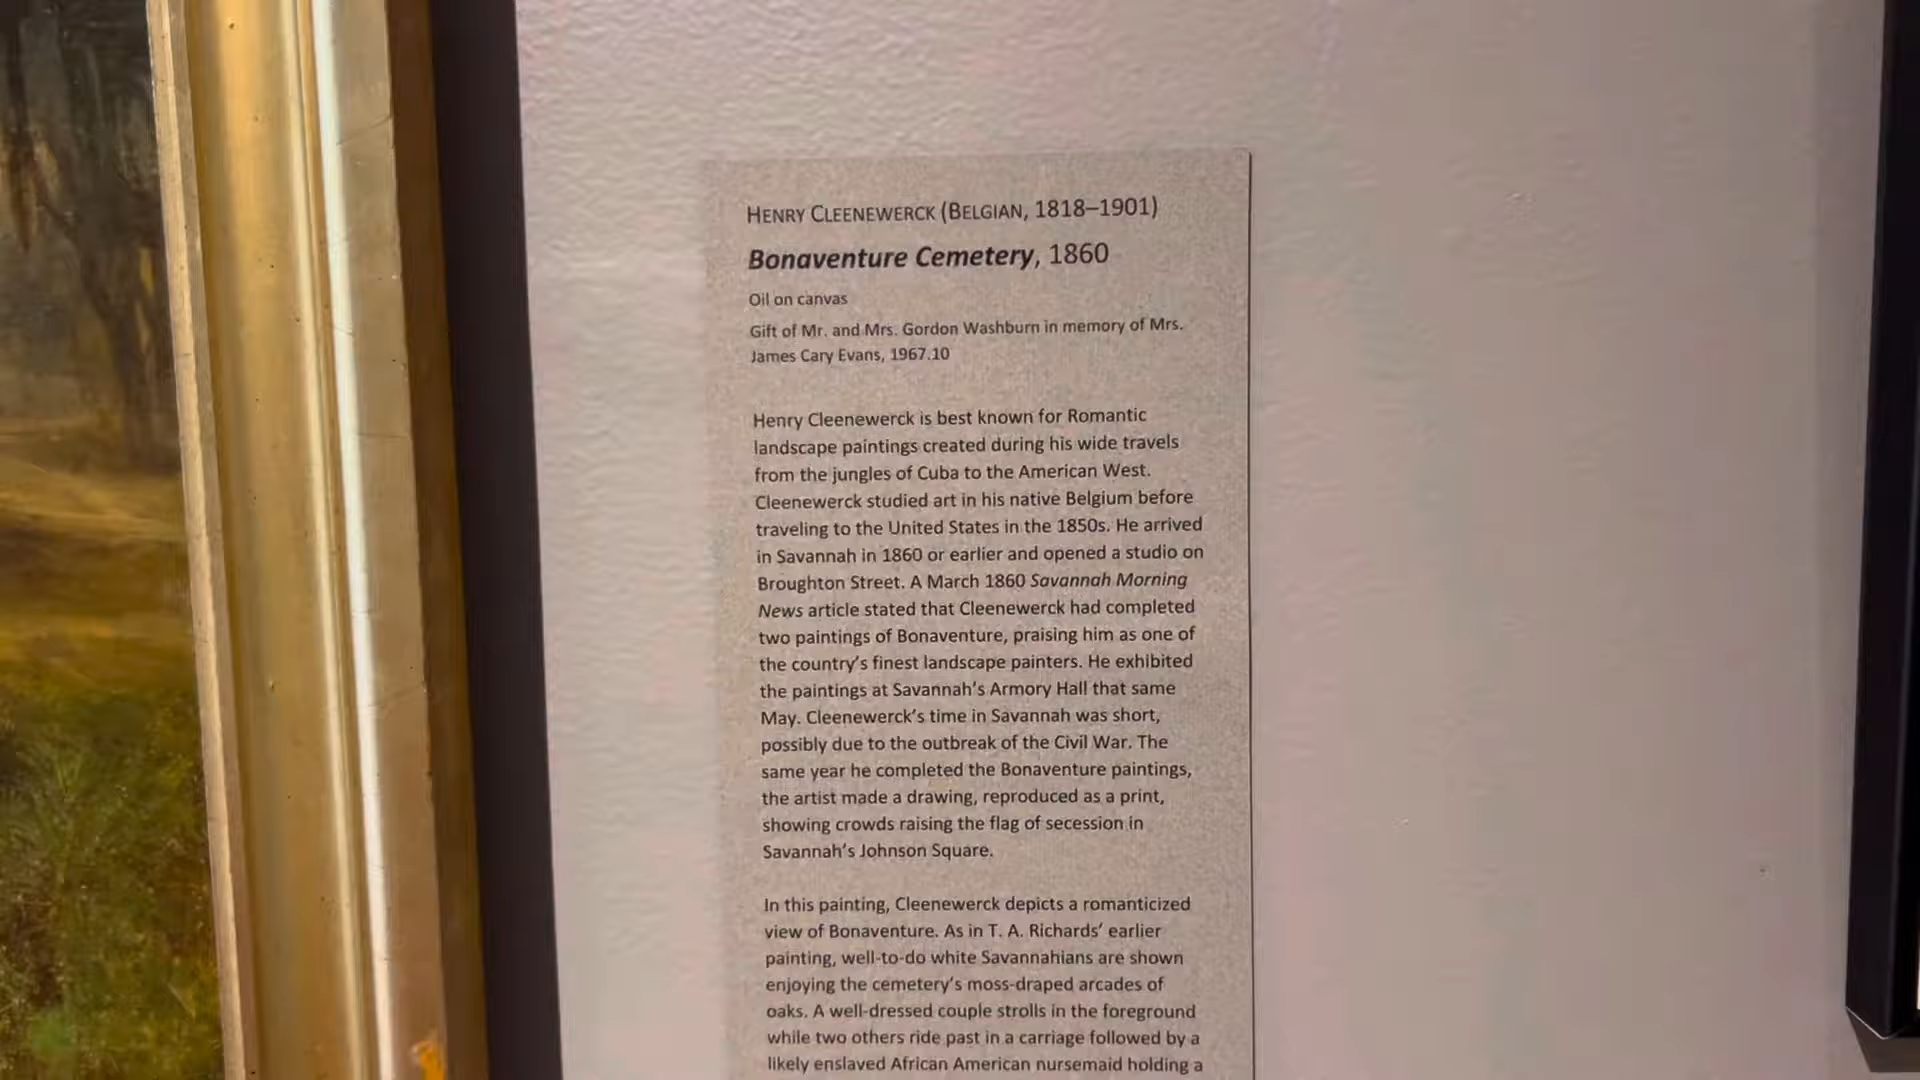 HENRY CLEENEWERCK (BELGIAN, 1818–1901)
Bonaventure Cemetery, 1860
Oil on canvas
Gift of Mr. and Mrs. Gordon Washburn in memory of Mrs.
James Cary Evans, 1967.10
Henry Cleenewerck is best known for Romantic
landscape paintings created during his wide travels
from the jungles of Cuba to the American West.
Cleenewerck studied art in his native Belgium before
traveling to the United States in the 1850s. He arrived
in Savannah in 1860 or earlier and opened a studio on
Broughton Street. A March 1860 Savannah Morning
News article stated that Cleenewerck had completed
two paintings of Bonaventure, praising him as one of
the country’s finest landscape painters. He exhibited
the paintings at Savannah’s Armory Hall that same
May. Cleenewerck’s time in Savannah was short,
possibly due to the outbreak of the Civil War. The
same year he completed the Bonaventure paintings,
the artist made a drawing, reproduced as a print,
showing crowds raising the flag of secession in
Savannah’s Johnson Square.
In this painting, Cleenewerck depicts a romanticized
view of Bonaventure. As in T. A. Richards’ earlier
painting, well-to-do white Savannahians are shown
enjoying the cemetery’s moss-draped arcades of
oaks. A well-dressed couple strolls in the foreground
while two others ride past in a carriage followed by a
likely enslaved African American nursemaid holding a